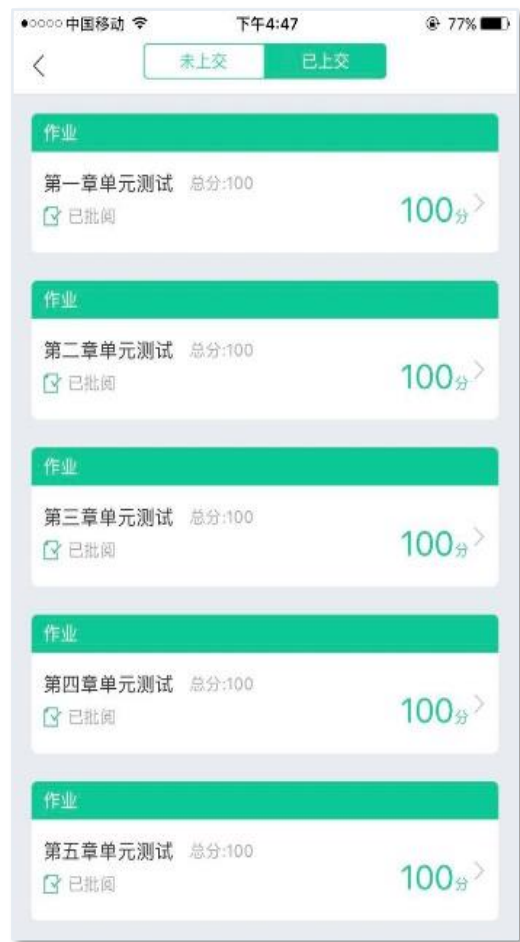 中国移动 下午4:47 77%
未上交 已上交
作业
第一章单元测试 总分:100
已批阅 100分
作业
第二章单元测试 总分:100
已批阅 100分
作业
第三章单元测试 总分:100
已批阅 100分
作业
第四章单元测试 总分:100
已批阅 100分
作业
第五章单元测试 总分:100
已批阅 100分